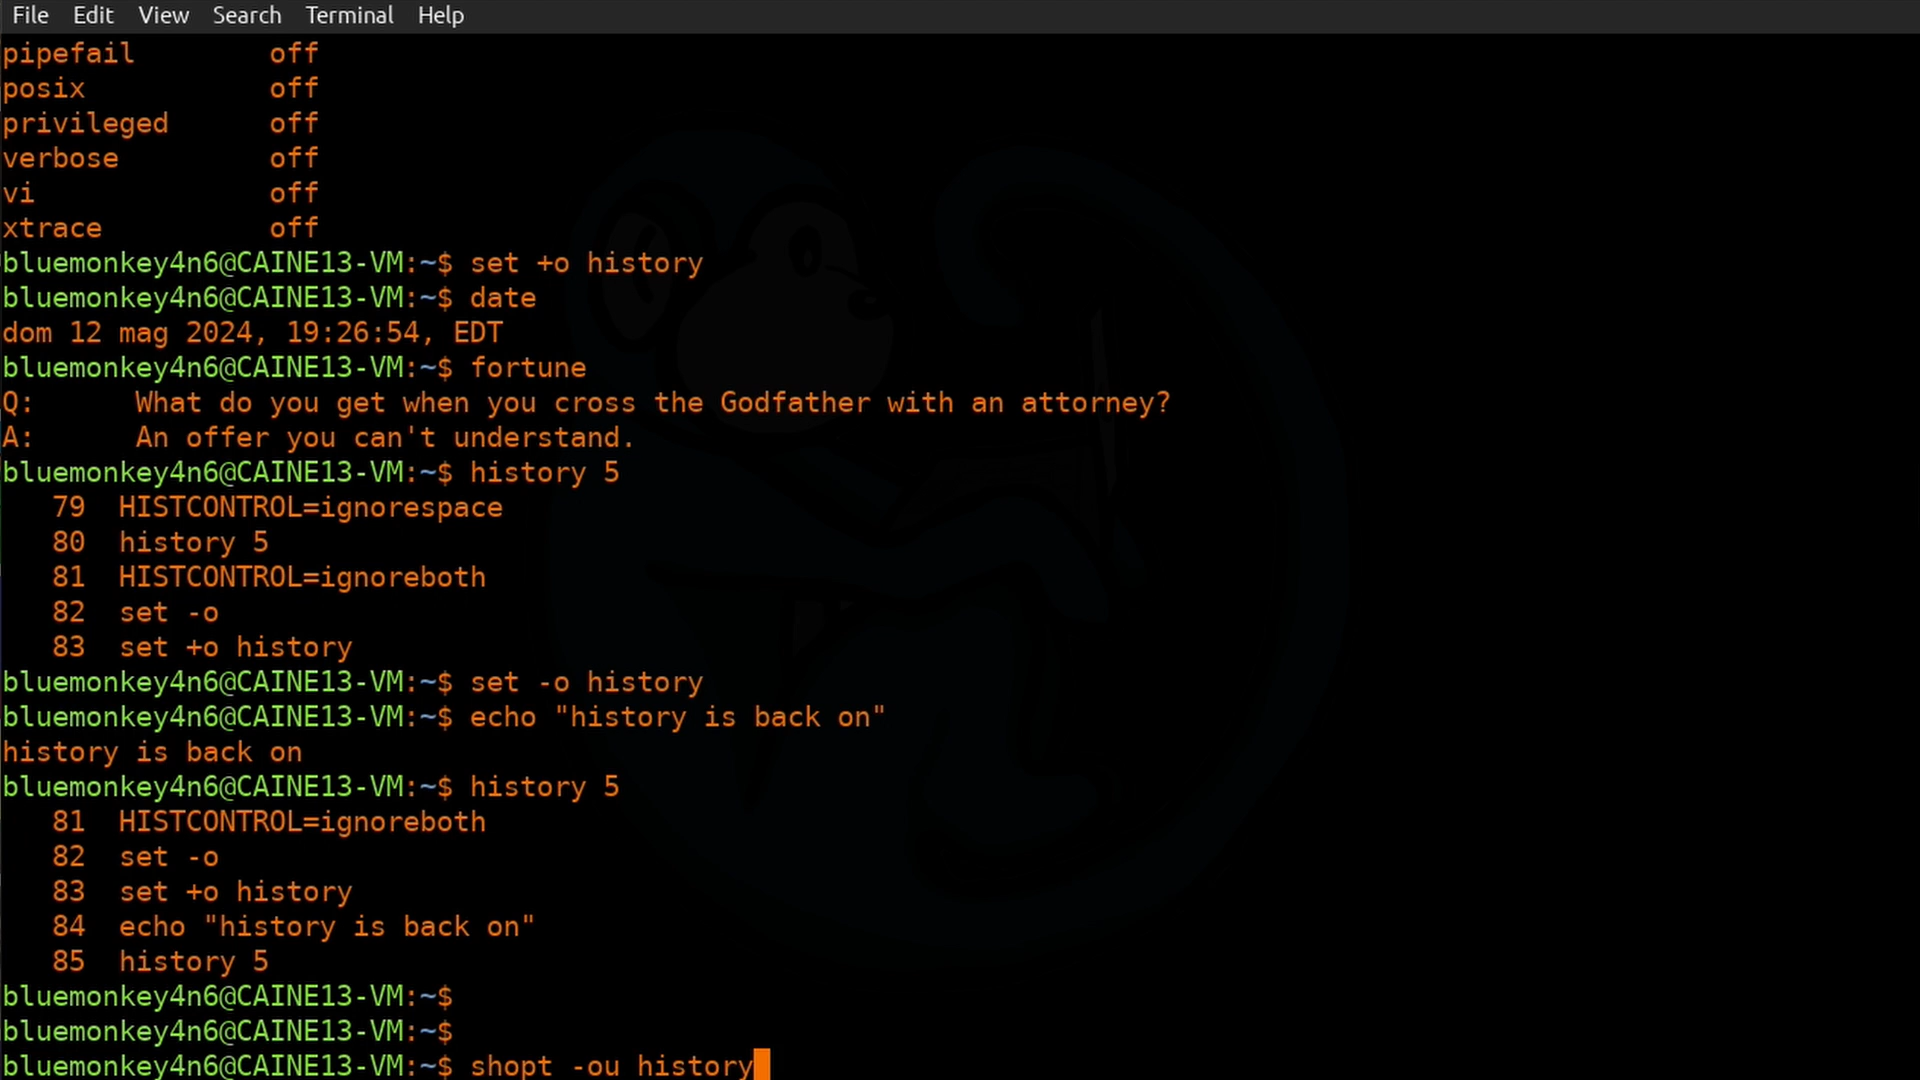 File Edit View Search Terminal Help
pipefail        off
posix           off
privileged      off
verbose         off
vi              off
xtrace          off
bluemonkey4n6@CAINE13-VM:~$ set +o history
bluemonkey4n6@CAINE13-VM:~$ date
dom 12 mag 2024, 19:26:54, EDT
bluemonkey4n6@CAINE13-VM:~$ fortune
Q:      What do you get when you cross the Godfather with an attorney?
A:      An offer you can't understand.
bluemonkey4n6@CAINE13-VM:~$ history 5
   79  HISTCONTROL=ignorespace
   80  history 5
   81  HISTCONTROL=ignoreboth
   82  set -o
   83  set +o history
bluemonkey4n6@CAINE13-VM:~$ set -o history
bluemonkey4n6@CAINE13-VM:~$ echo "history is back on"
history is back on
bluemonkey4n6@CAINE13-VM:~$ history 5
   81  HISTCONTROL=ignoreboth
   82  set -o
   83  set +o history
   84  echo "history is back on"
   85  history 5
bluemonkey4n6@CAINE13-VM:~$
bluemonkey4n6@CAINE13-VM:~$
bluemonkey4n6@CAINE13-VM:~$ shopt -ou history